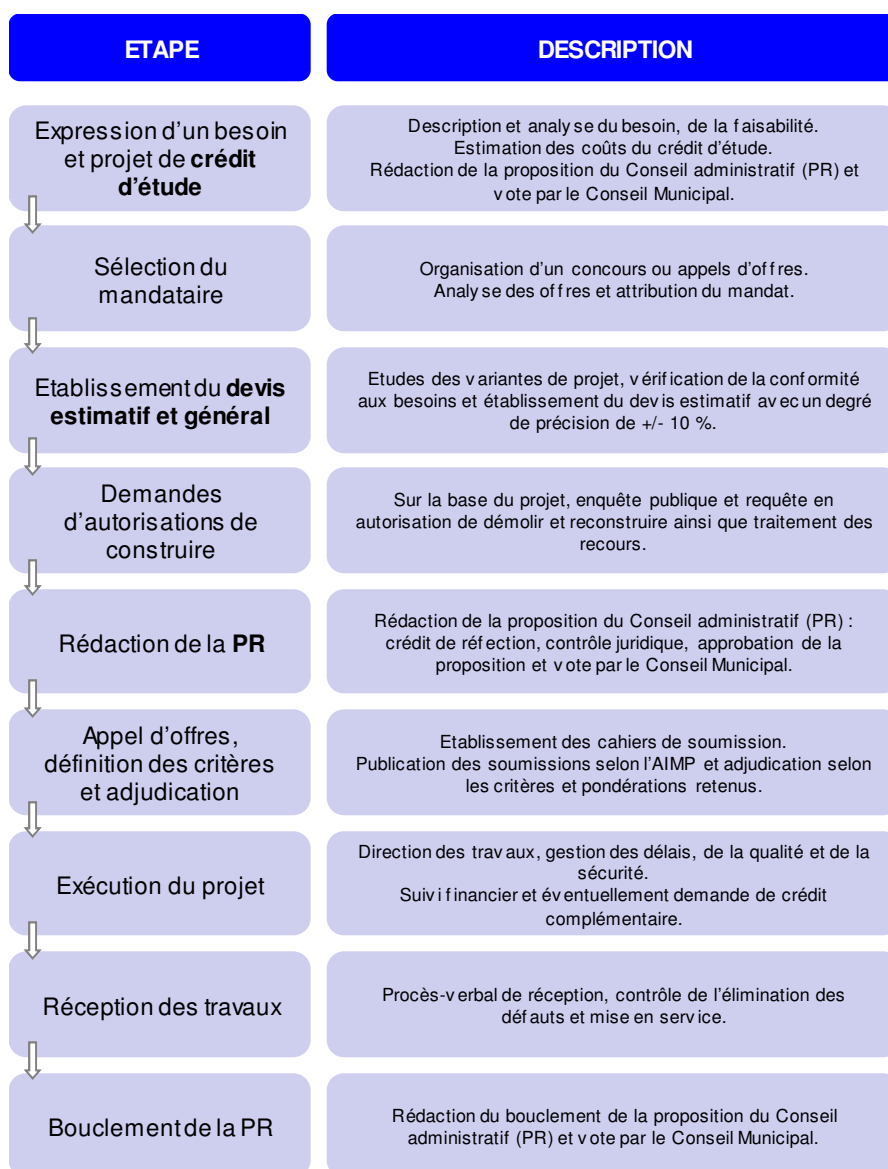 ETAPE
DESCRIPTION
Expression d'un besoin
et projet de crédit
d'étude
Description et analyse du besoin, de la faisabilité.
Estimation des coûts du crédit d'étude.
Rédaction de la proposition du Conseil administratif (PR) et
vote par le Conseil Municipal.
Sélection du
mandataire
Organisation d'un concours ou appels d'offres.
Analyse des offres et attribution du mandat.
Etablissement du devis
estimatif et général
Etudes des variantes de projet, vérification de la conformité
aux besoins et établissement du devis estimatif avec un degré
de précision de +/- 10 %.
Demandes
d'autorisations de
construire
Sur la base du projet, enquête publique et requête en
autorisation de démolir et reconstruire ainsi que traitement des
recours.
Rédaction de la PR
Rédaction de la proposition du Conseil administratif (PR) :
crédit de réfection, contrôle juridique, approbation de la
proposition et vote par le Conseil Municipal.
Appel d'offres,
définition des critères
et adjudication
Etablissement des cahiers de soumission.
Publication des soumissions selon l'AIMP et adjudication selon
les critères et pondérations retenus.
Exécution du projet
Direction des travaux, gestion des délais, de la qualité et de la
sécurité.
Suivi financier et éventuellement demande de crédit
complémentaire.
Réception des travaux
Procès-verbal de réception, contrôle de l'élimination des
défauts et mise en service.
Bouclement de la PR
Rédaction du bouclement de la proposition du Conseil
administratif (PR) et vote par le Conseil Municipal.